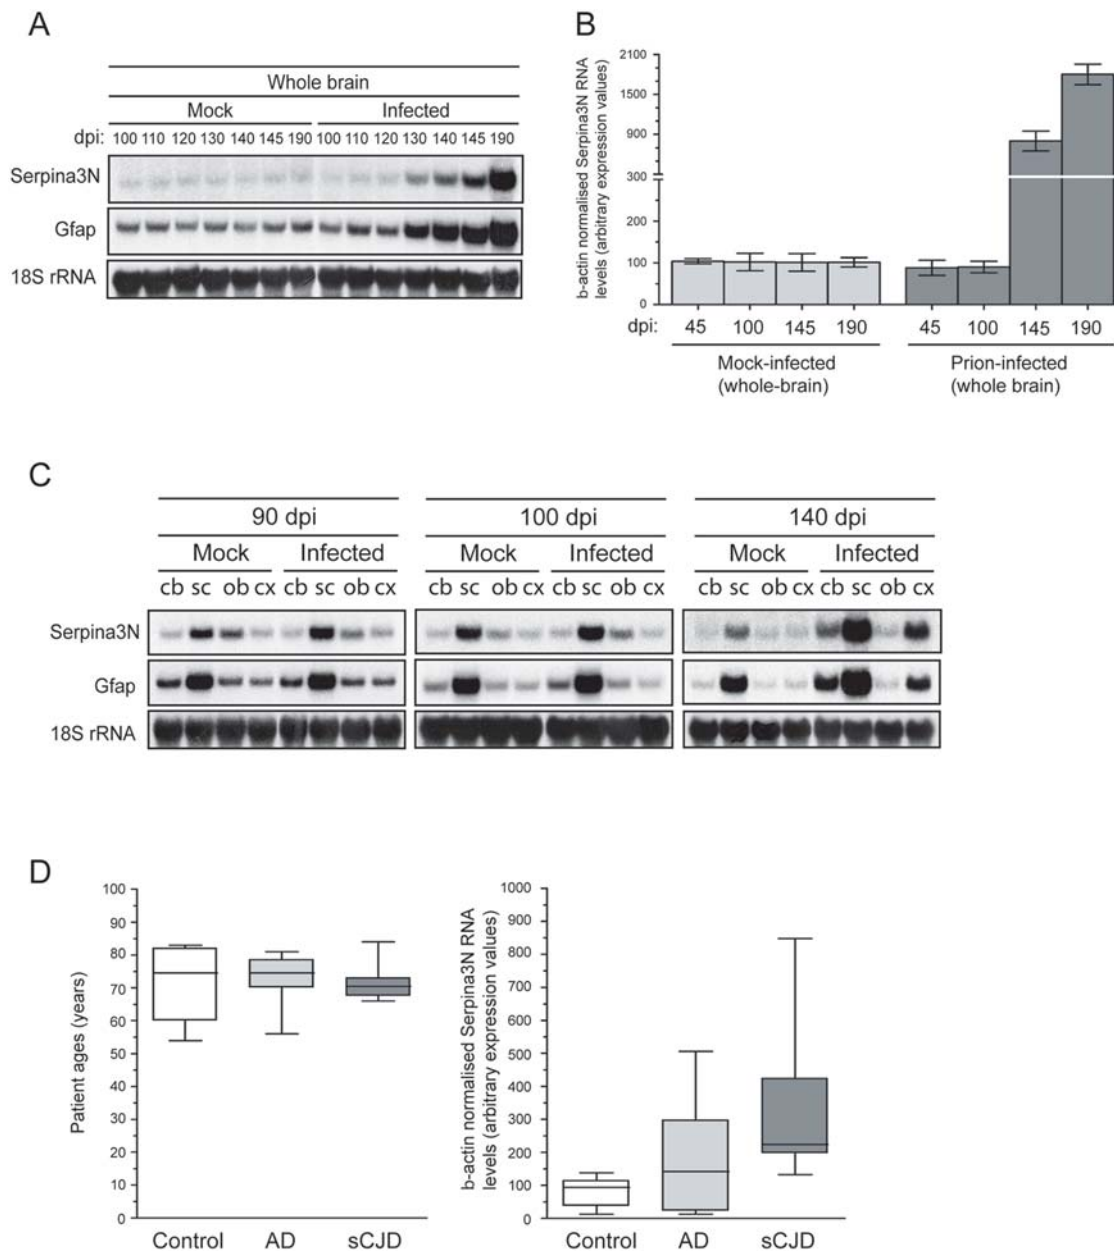 A
Whole brain
Mock Infected
dpi: 100 110 120 130 140 145 190 100 110 120 130 140 145 190
Serpina3N
Gfap
18S rRNA
B
b-actin normalised Serpina3N RNA
levels (arbitrary expression values)
2100
1500
900
300
200
100
0
dpi: 45 100 145 190 45 100 145 190
Mock-infected Prion-infected
(whole-brain) (whole brain)
C
90 dpi 100 dpi 140 dpi
Mock Infected Mock Infected Mock Infected
cb sc ob cx cb sc ob cx cb sc ob cx cb sc ob cx cb sc ob cx cb sc ob cx
Serpina3N
Gfap
18S rRNA
D
Patient ages (years)
100
90
80
70
60
50
40
30
20
10
0
Control AD sCJD
b-actin normalised Serpina3N RNA
levels (arbitrary expression values)
1000
900
800
700
600
500
400
300
200
100
0
Control AD sCJD